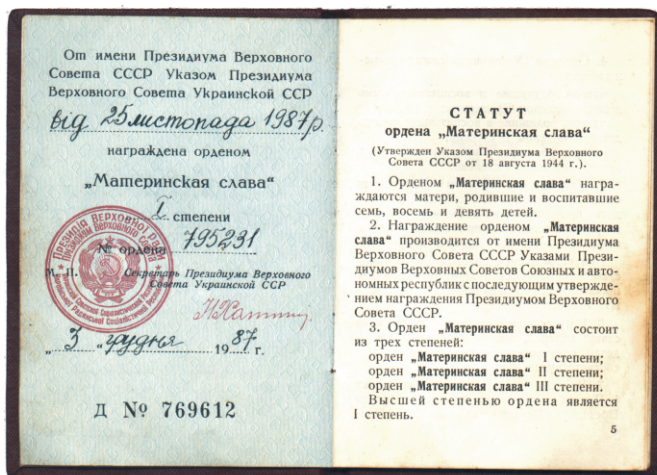 От имени Президиума Верховного
Совета СССР Указом Президиума
Верховного Совета Украинской ССР
від 25 листопада 1987р.
награждена орденом
„Материнская слава“
I степени
№ ордена 795231
М. П. Секретарь Президиума Верховного
Совета Украинской ССР
„3„ грудня 1987 г.
Д № 769612
ПРЕЗИДІЯ ВЕРХОВНОЇ РАДИ
СТАТУТ
ордена „Материнская слава“
(Утвержден Указом Президиума Верховного
Совета СССР от 18 августа 1944 г.).
1. Орденом „Материнская слава“ награ-
ждаются матери, родившие и воспитавшие
семь, восемь и девять детей.
2. Награждение орденом „Материнская
слава“ производится от имени Президиума
Верховного Совета СССР Указами Прези-
диумов Верховных Советов Союзных и авто-
номных республик с последующим утвержде-
нием награждения Президиумом Верховного
Совета СССР.
3. Орден „Материнская слава“ состоит
из трех степеней:
орден „Материнская слава“ I степени;
орден „Материнская слава“ II степени;
орден „Материнская слава“ III степени.
Высшей степенью ордена является
I степень.
5